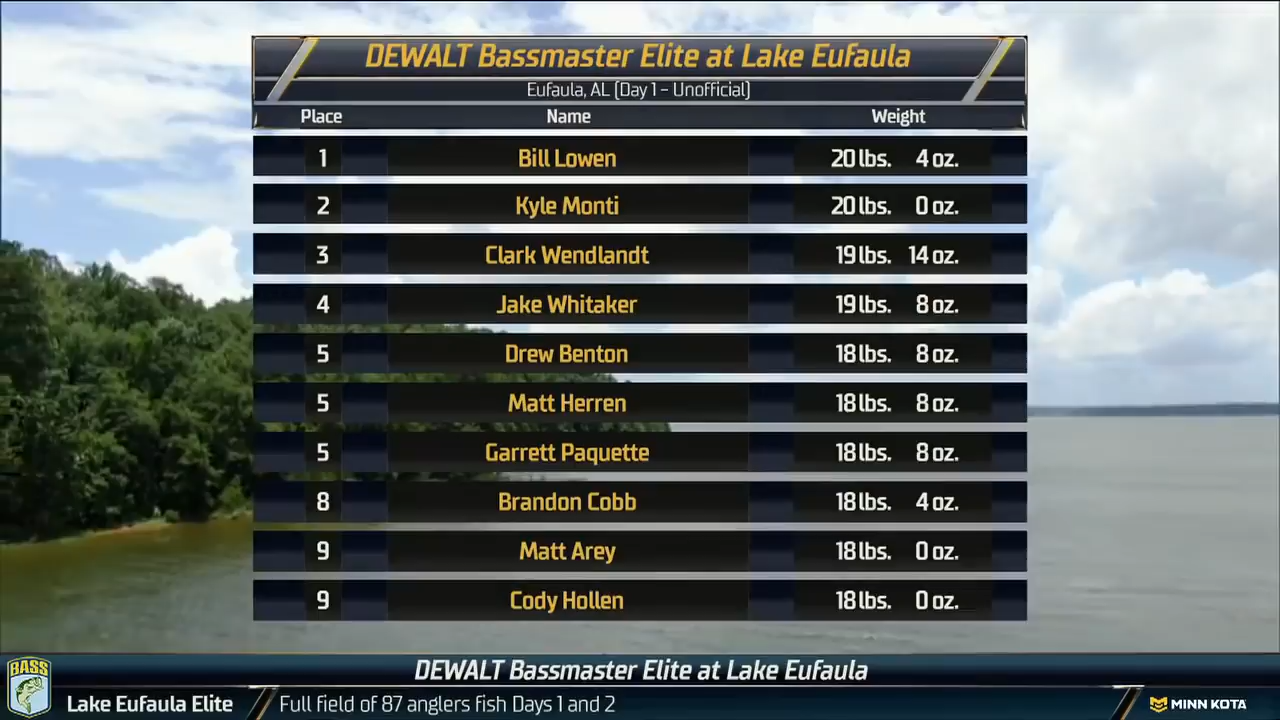 DEWALT Bassmaster Elite at Lake Eufaula
Eufaula, AL [Day 1 - Unofficial]
Place Name Weight
1 Bill Lowen 20 lbs. 4 oz.
2 Kyle Monti 20 lbs. 0 oz.
3 Clark Wendlandt 19 lbs. 14 oz.
4 Jake Whitaker 19 lbs. 8 oz.
5 Drew Benton 18 lbs. 8 oz.
5 Matt Herren 18 lbs. 8 oz.
5 Garrett Paquette 18 lbs. 8 oz.
8 Brandon Cobb 18 lbs. 4 oz.
9 Matt Arey 18 lbs. 0 oz.
9 Cody Hollen 18 lbs. 0 oz.
DEWALT Bassmaster Elite at Lake Eufaula
BASS
Lake Eufaula Elite Full field of 87 anglers fish Days 1 and 2 MINN KOTA